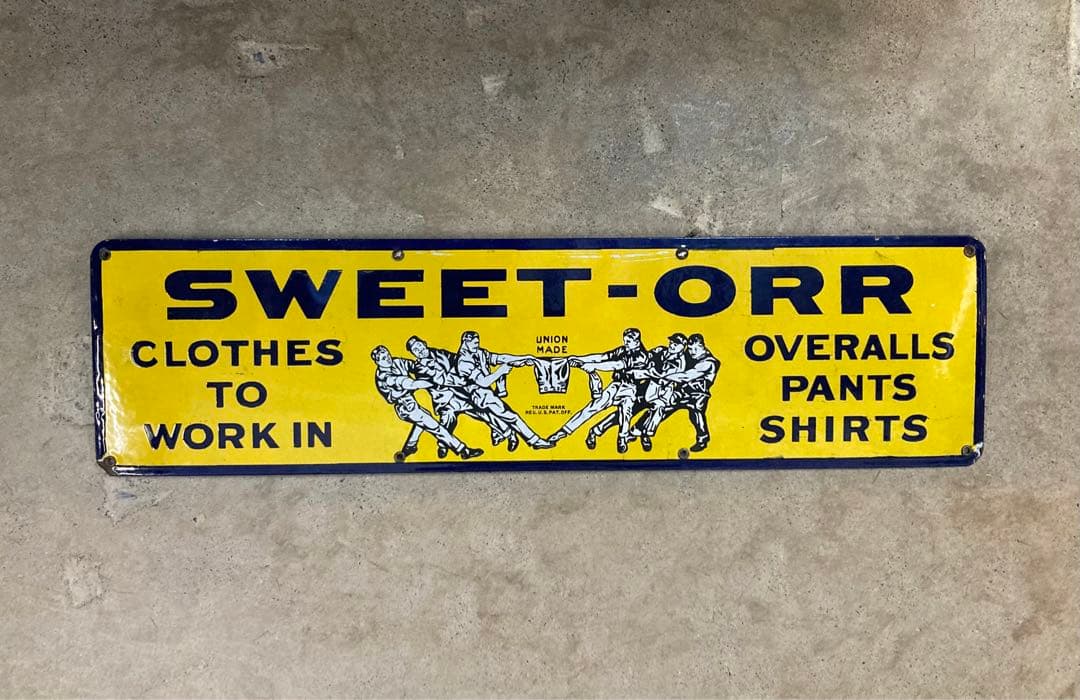 SWEET-ORR
CLOTHES
TO
WORK IN
UNION
MADE
TRADE MARK
REG. U.S. PAT. OFF.
OVERALLS
PANTS
SHIRTS